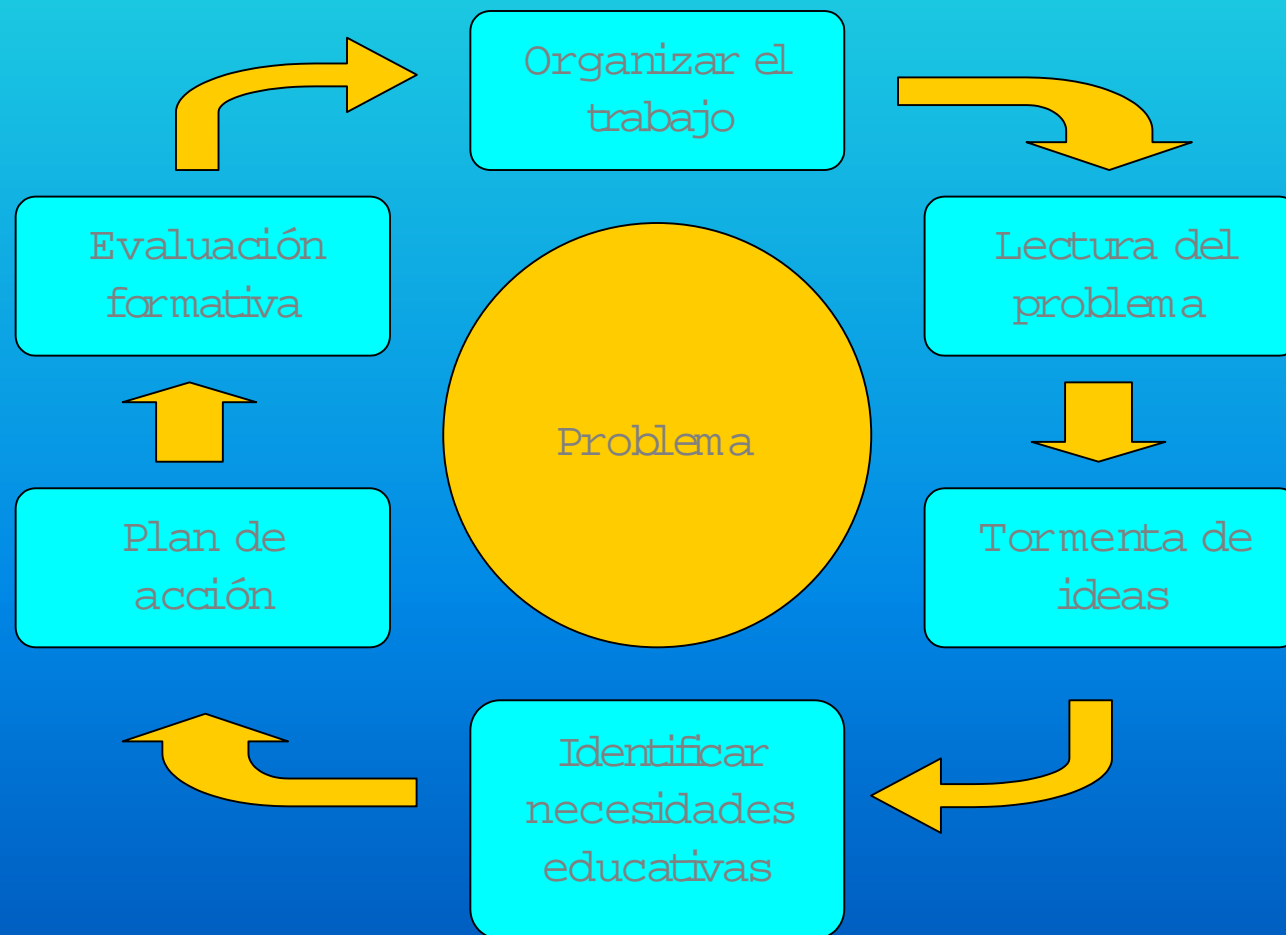 Organizar el
trabajo
Lectura del
problema
Tormenta de
ideas
Identificar
necesidades
educativas
Plan de
acción
Evaluación
formativa
Problema